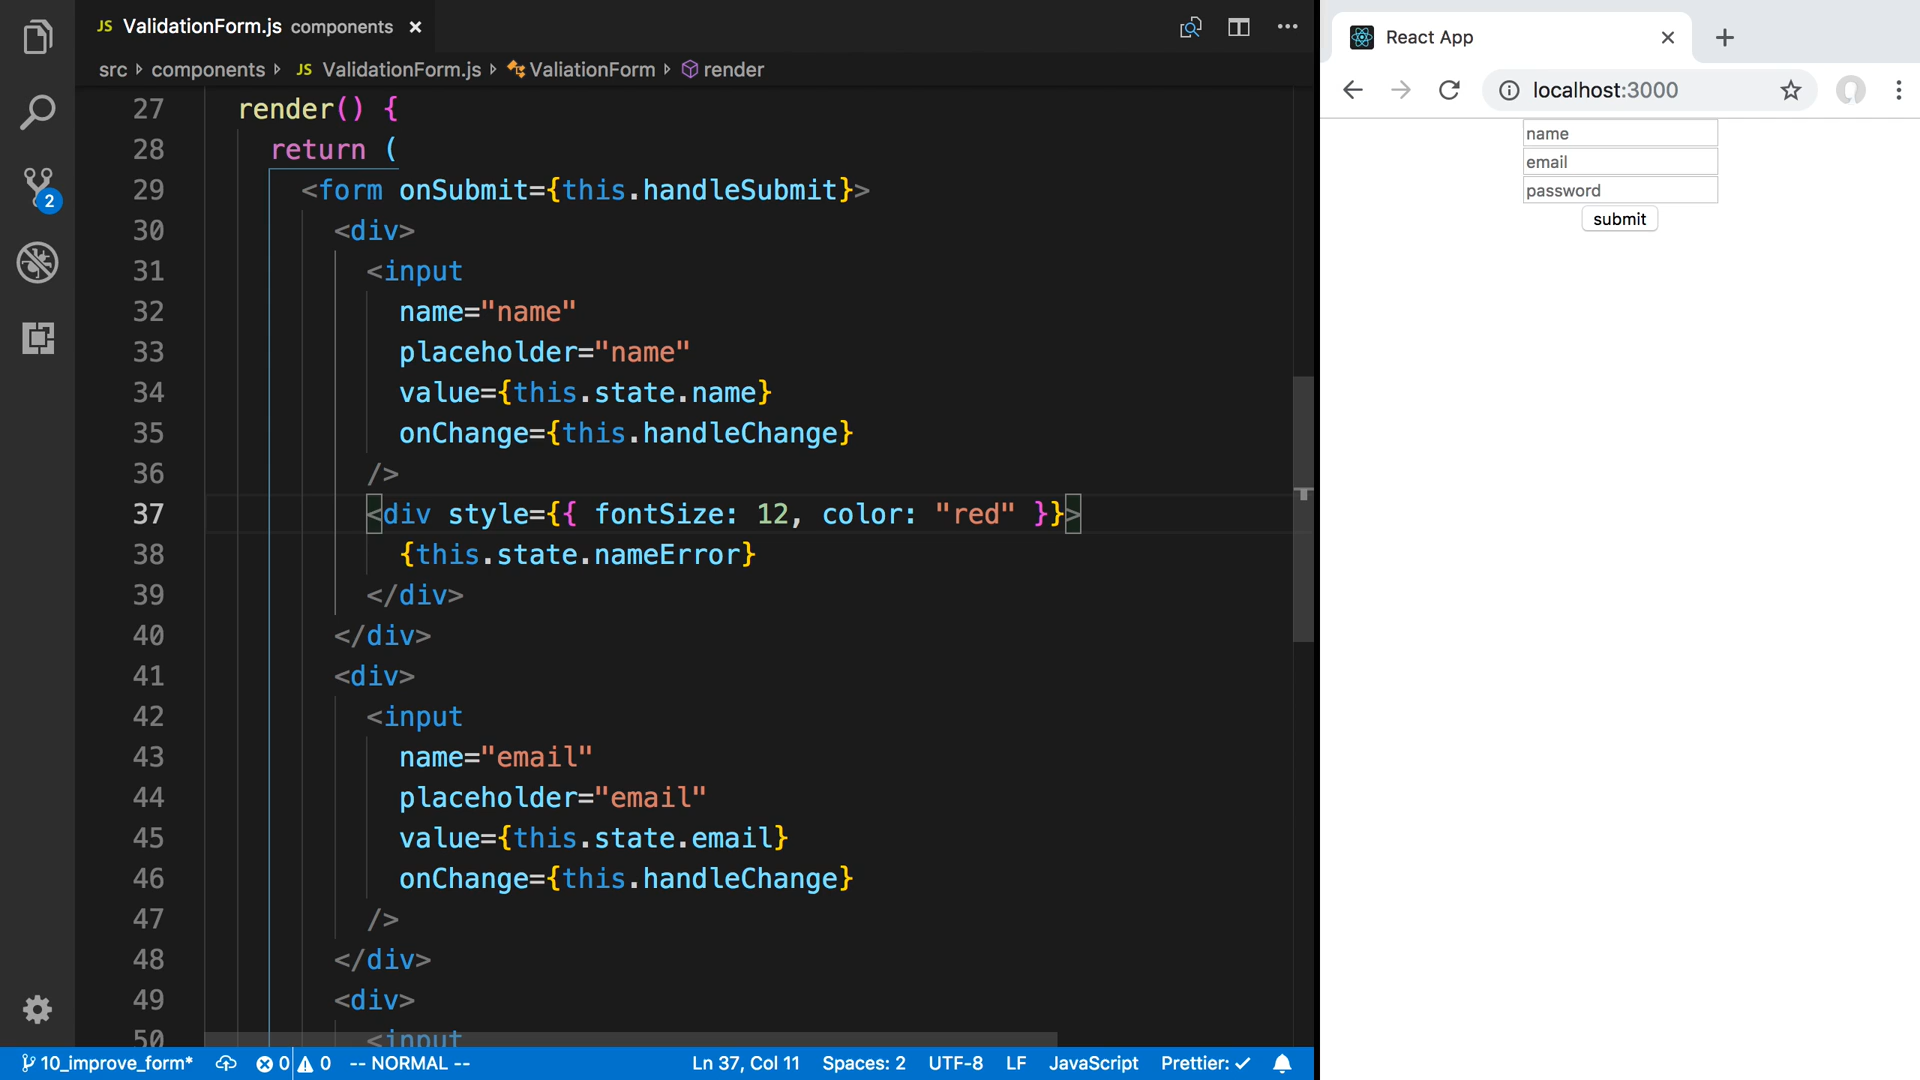 JS ValidationForm.js components
src components JS ValidationForm.js ValiationForm render
27 render() {
28 return (
29 <form onSubmit={this.handleSubmit}>
30 <div>
31 <input
32 name="name"
33 placeholder="name"
34 value={this.state.name}
35 onChange={this.handleChange}
36 />
37 <div style={{ fontSize: 12, color: "red" }}>
38 {this.state.nameError}
39 </div>
40 </div>
41 <div>
42 <input
43 name="email"
44 placeholder="email"
45 value={this.state.email}
46 onChange={this.handleChange}
47 />
48 </div>
49 <div>
50 <input
2
10_improve_form* 0 0 -- NORMAL -- Ln 37, Col 11 Spaces: 2 UTF-8 LF JavaScript Prettier: ✓
React App
localhost:3000
name
email
password
submit